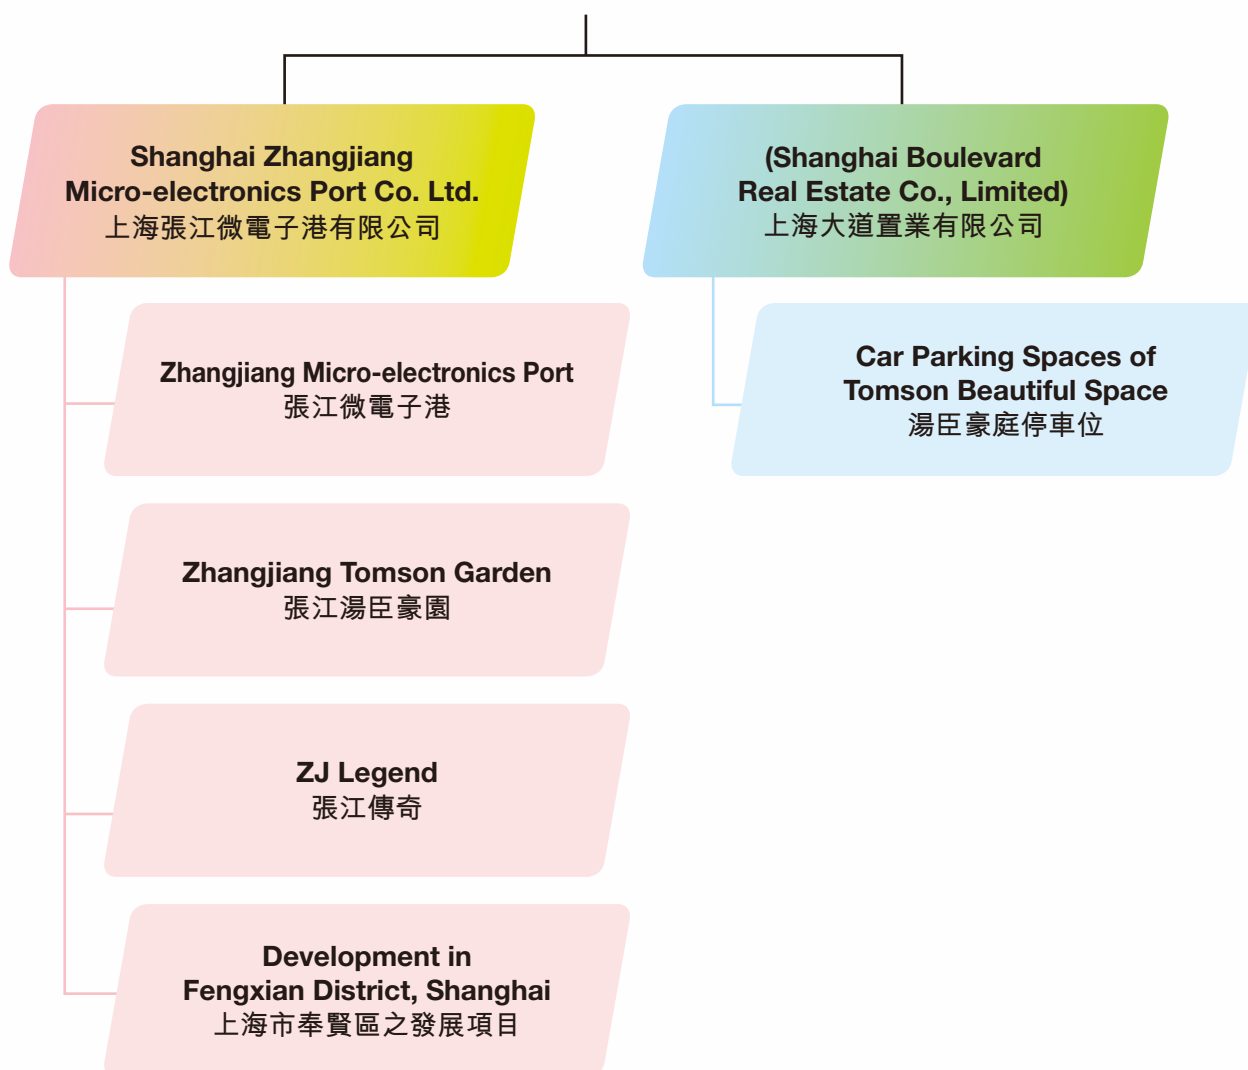 Shanghai Zhangjiang
Micro-electronics Port Co. Ltd.
上海張江微電子港有限公司
(Shanghai Boulevard
Real Estate Co., Limited)
上海大道置業有限公司
Zhangjiang Micro-electronics Port
張江微電子港
Car Parking Spaces of
Tomson Beautiful Space
湯臣豪庭停車位
Zhangjiang Tomson Garden
張江湯臣豪園
ZJ Legend
張江傳奇
Development in
Fengxian District, Shanghai
上海市奉賢區之發展項目